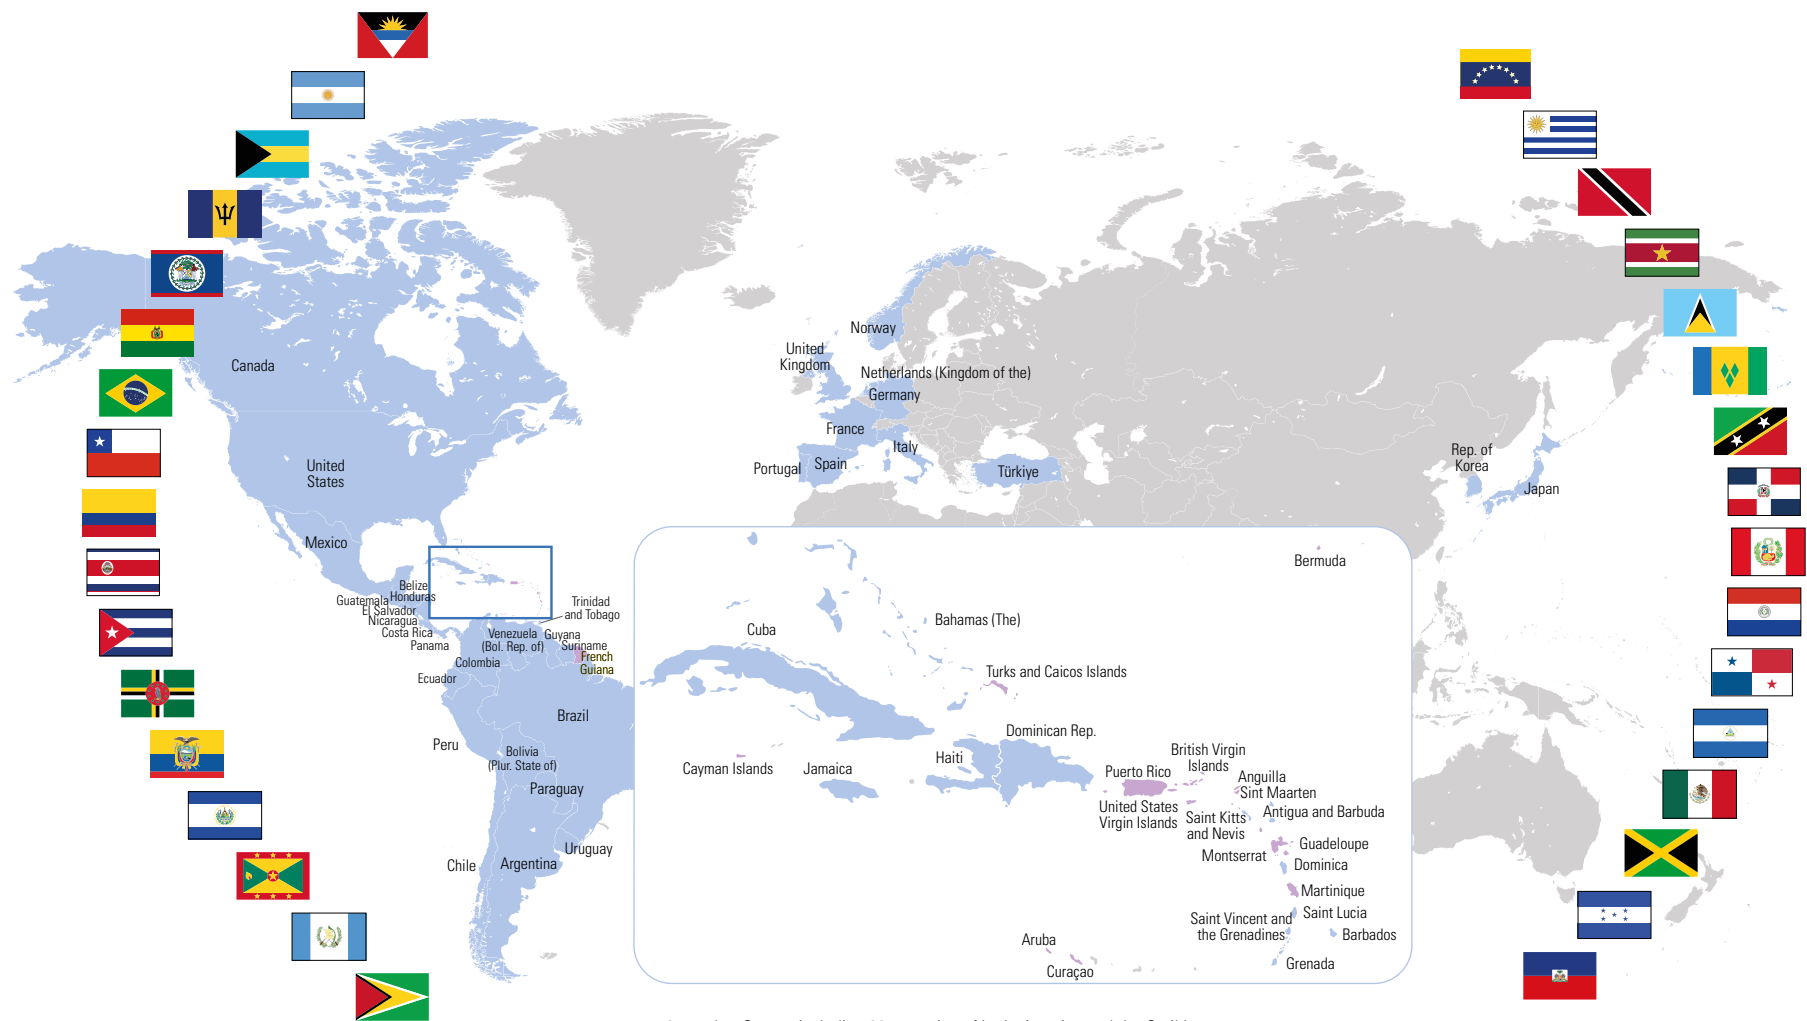 Canada
United
States
Mexico
Belize
Honduras
Guatemala
El Salvador
Nicaragua
Costa Rica
Panama
Trinidad
and Tobago
Venezuela
(Bol. Rep. of)
Guyana
Suriname
French
Guiana
Colombia
Ecuador
Brazil
Peru
Bolivia
(Plur. State of)
Paraguay
Uruguay
Chile
Argentina
Norway
United
Kingdom
Netherlands (Kingdom of the)
Germany
France
Italy
Portugal
Spain
Türkiye
Rep. of
Korea
Japan
Bermuda
Bahamas (The)
Cuba
Turks and Caicos Islands
Dominican Rep.
Haiti
Cayman Islands
Jamaica
British Virgin
Islands
Puerto Rico
Anguilla
Sint Maarten
United States
Virgin Islands
Antigua and Barbuda
Saint Kitts
and Nevis
Guadeloupe
Montserrat
Dominica
Martinique
Saint Lucia
Saint Vincent and
the Grenadines
Barbados
Aruba
Curaçao
Grenada